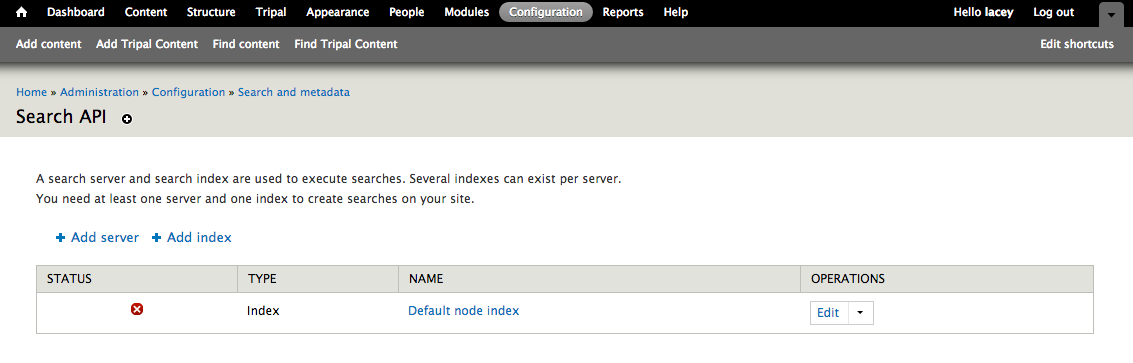 Dashboard Content Structure Tripal Appearance People Modules Configuration Reports Help Hello lacey Log out
Add content Add Tripal Content Find content Find Tripal Content Edit shortcuts
Home » Administration » Configuration » Search and metadata
Search API
A search server and search index are used to execute searches. Several indexes can exist per server.
You need at least one server and one index to create searches on your site.
+ Add server + Add index
STATUS TYPE NAME OPERATIONS
Index Default node index Edit